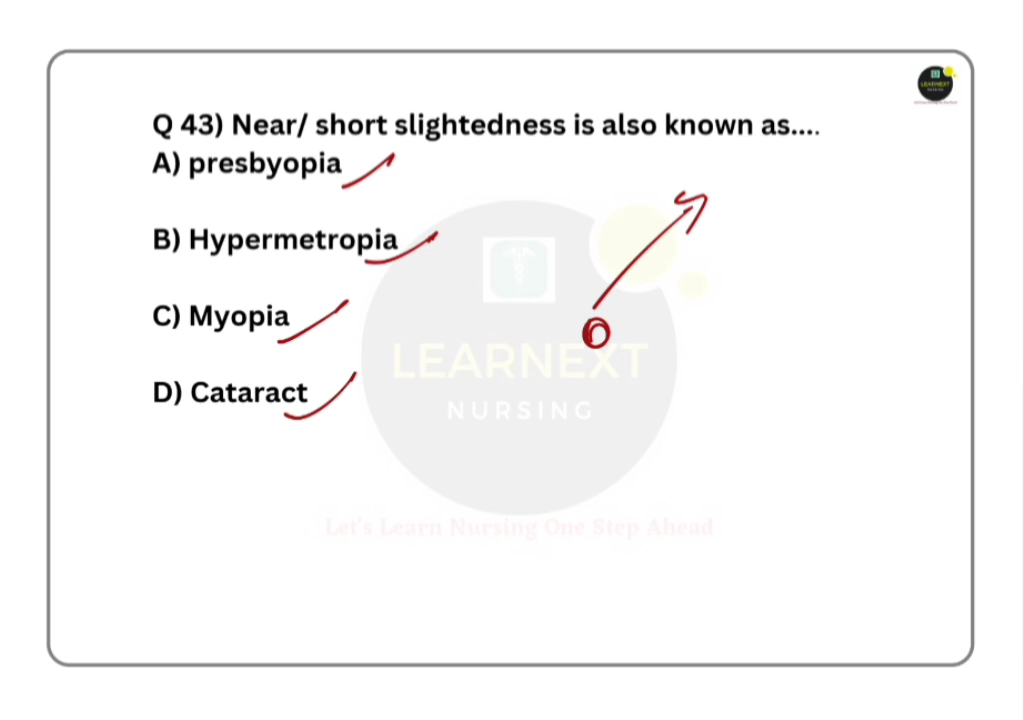 Q 43) Near/ short slightedness is also known as....
A) presbyopia
B) Hypermetropia
C) Myopia
D) Cataract
LEARNEXT
NURSING
Let's Learn Nursing One Step Ahead
LEARNEXT